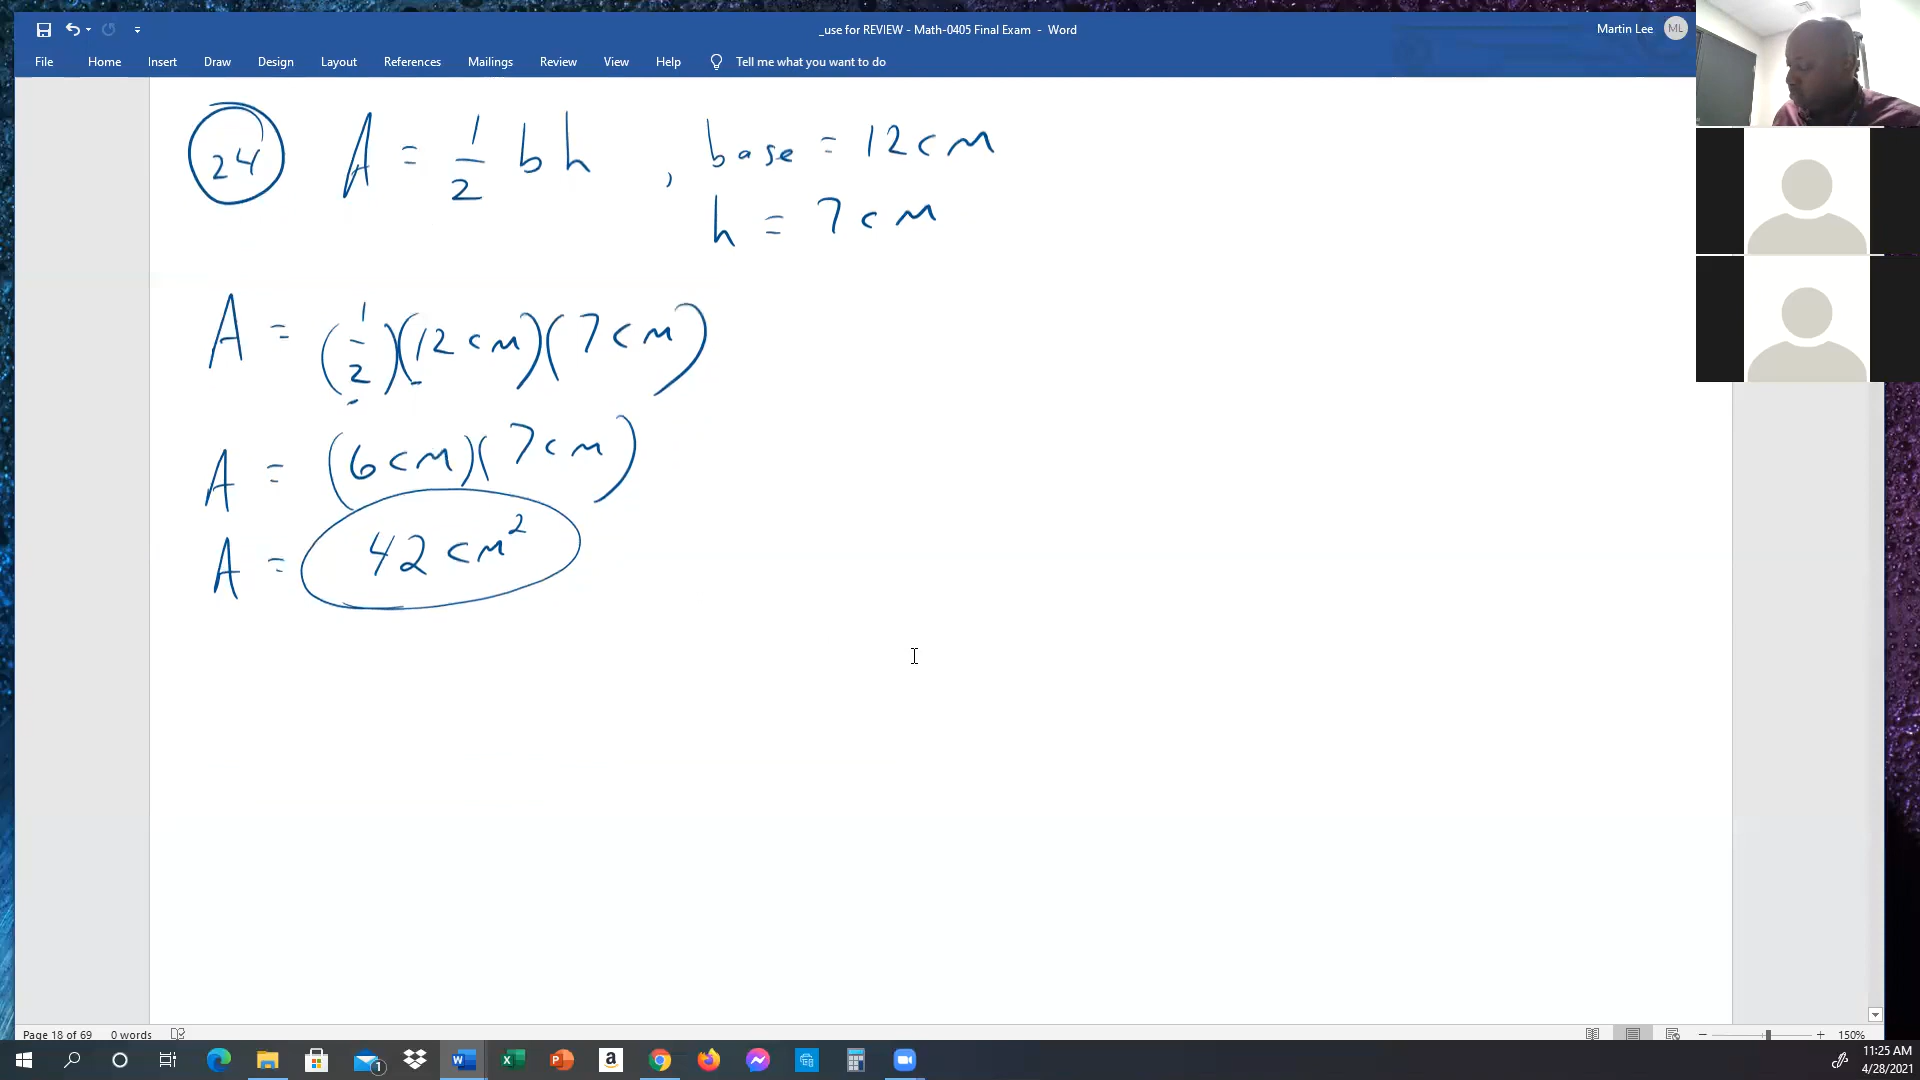 _use for REVIEW - Math-0405 Final Exam - Word
Martin Lee ML
File Home Insert Draw Design Layout References Mailings Review View Help Tell me what you want to do
24 A = 1/2 b h , base = 12cm
h = 7cm
A = (1/2)(12cm)(7cm)
A = (6cm)(7cm)
A = 42cm²
Page 18 of 69 0 words 150%
11:25 AM
4/28/2021